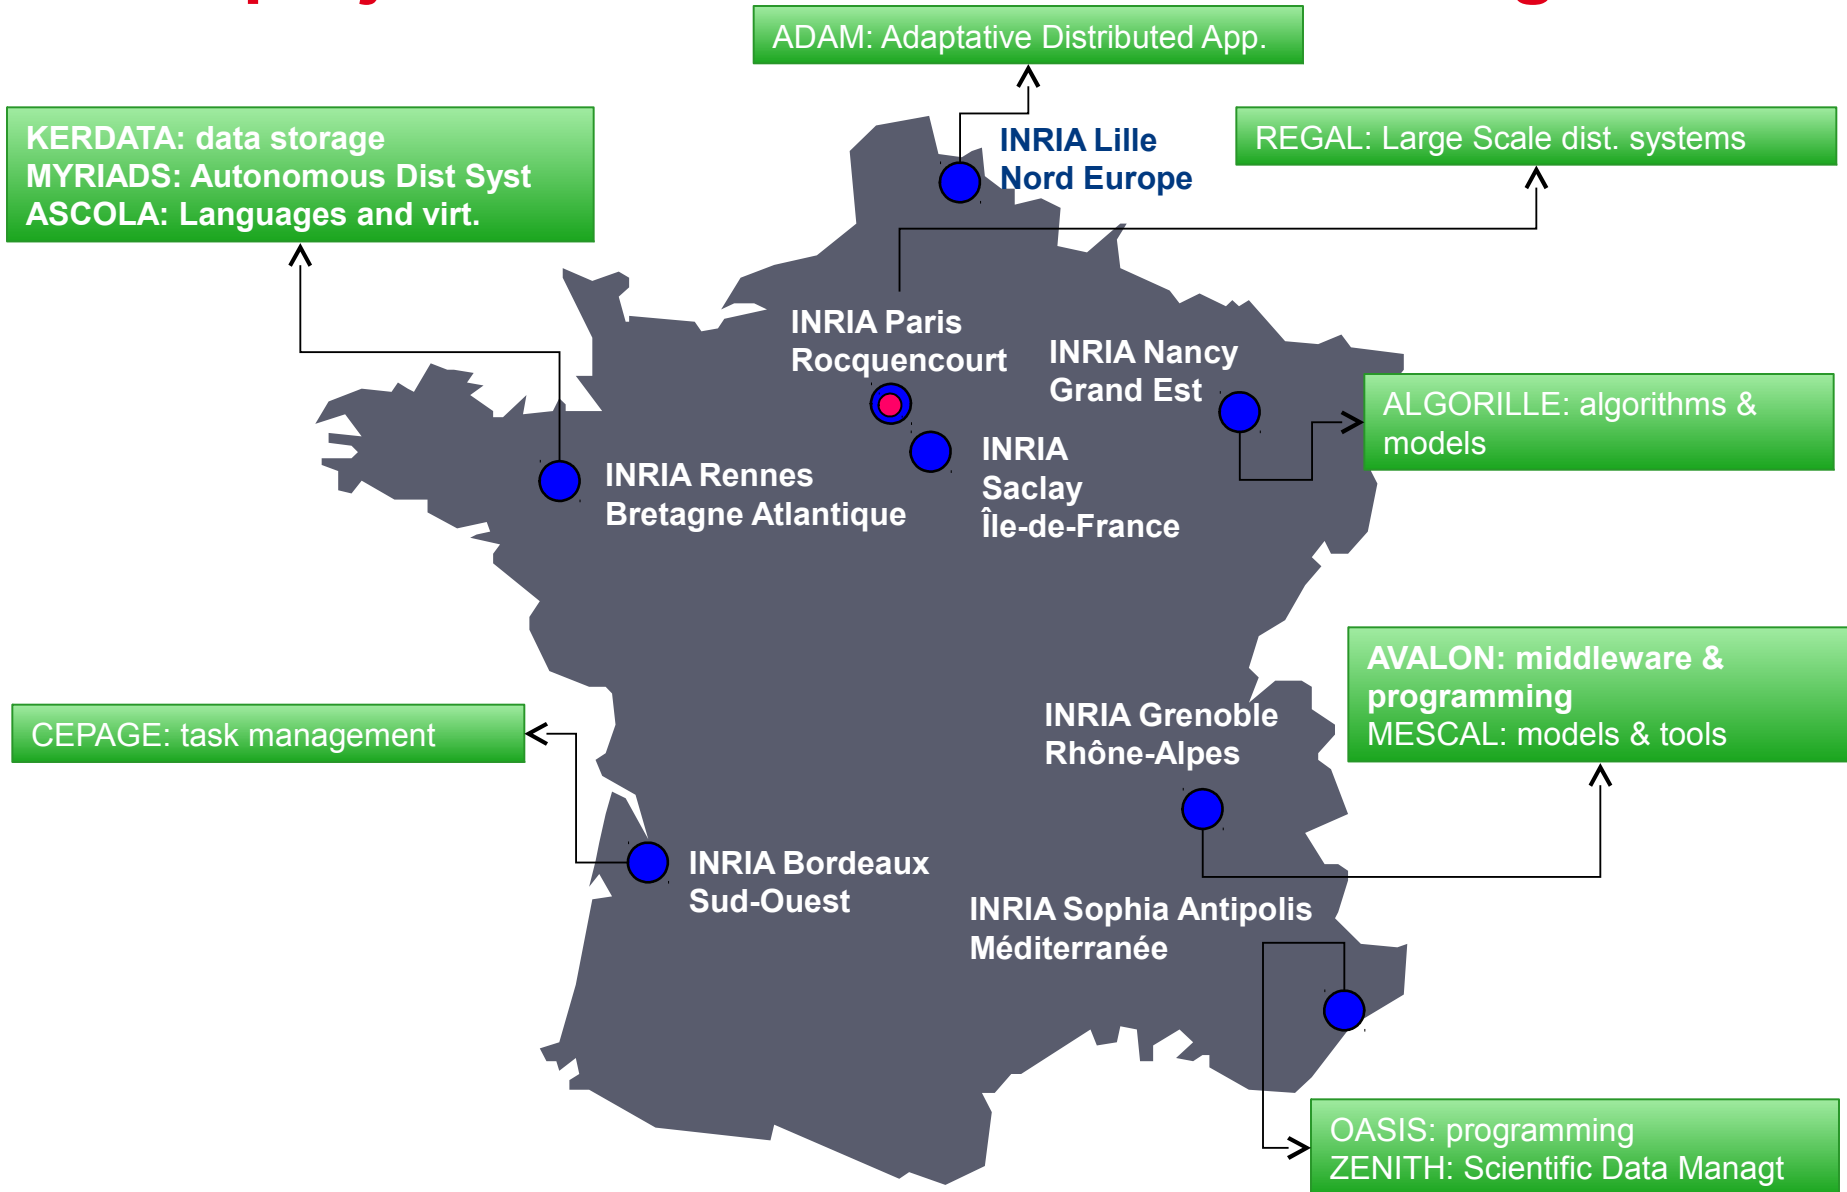 ADAM: Adaptative Distributed App.
KERDATA: data storage
MYRIADS: Autonomous Dist Syst
ASCOLA: Languages and virt.
INRIA Lille
Nord Europe
REGAL: Large Scale dist. systems
INRIA Paris
Rocquencourt
INRIA Nancy
Grand Est
ALGORILLE: algorithms &
models
INRIA
Saclay
Île-de-France
INRIA Rennes
Bretagne Atlantique
AVALON: middleware &
programming
MESCAL: models & tools
CEPAGE: task management
INRIA Grenoble
Rhône-Alpes
INRIA Bordeaux
Sud-Ouest
INRIA Sophia Antipolis
Méditerranée
OASIS: programming
ZENITH: Scientific Data Managt